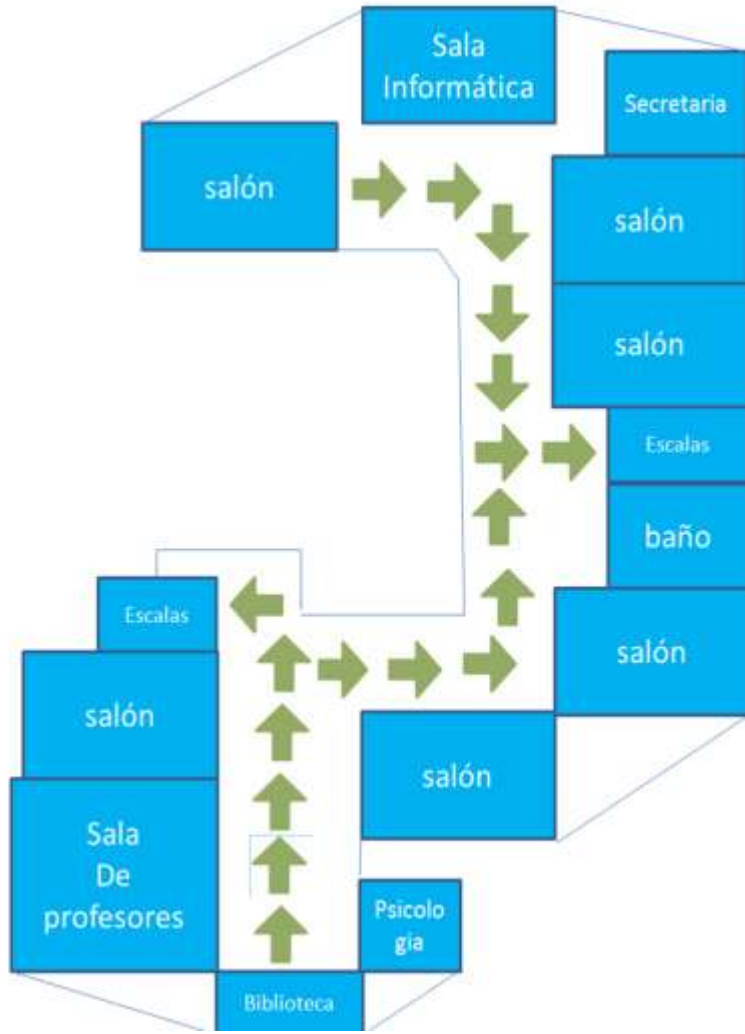 Sala
Informática
Secretaria
salón
salón
salón
Escalas
baño
Escalas
salón
salón
salón
Sala
De
profesores
Psicolo
gia
Biblioteca